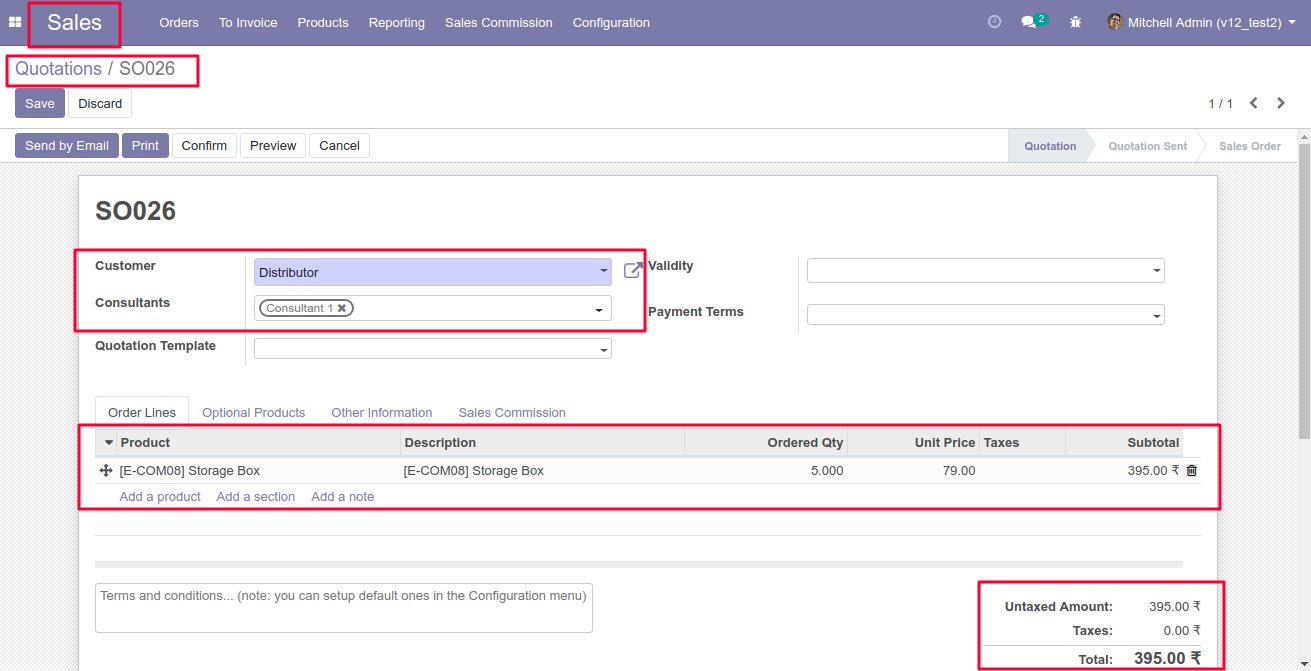 Sales Orders To Invoice Products Reporting Sales Commission Configuration 2 Mitchell Admin (v12_test2)
Quotations / SO026
Save Discard 1 / 1
Send by Email Print Confirm Preview Cancel Quotation Quotation Sent Sales Order
SO026
Customer Distributor Validity
Consultants Consultant 1 Payment Terms
Quotation Template
Order Lines Optional Products Other Information Sales Commission
Product Description Ordered Qty Unit Price Taxes Subtotal
[E-COM08] Storage Box [E-COM08] Storage Box 5.000 79.00 395.00 ₹
Add a product Add a section Add a note
Terms and conditions... (note: you can setup default ones in the Configuration menu)
Untaxed Amount: 395.00 ₹
Taxes: 0.00 ₹
Total: 395.00 ₹